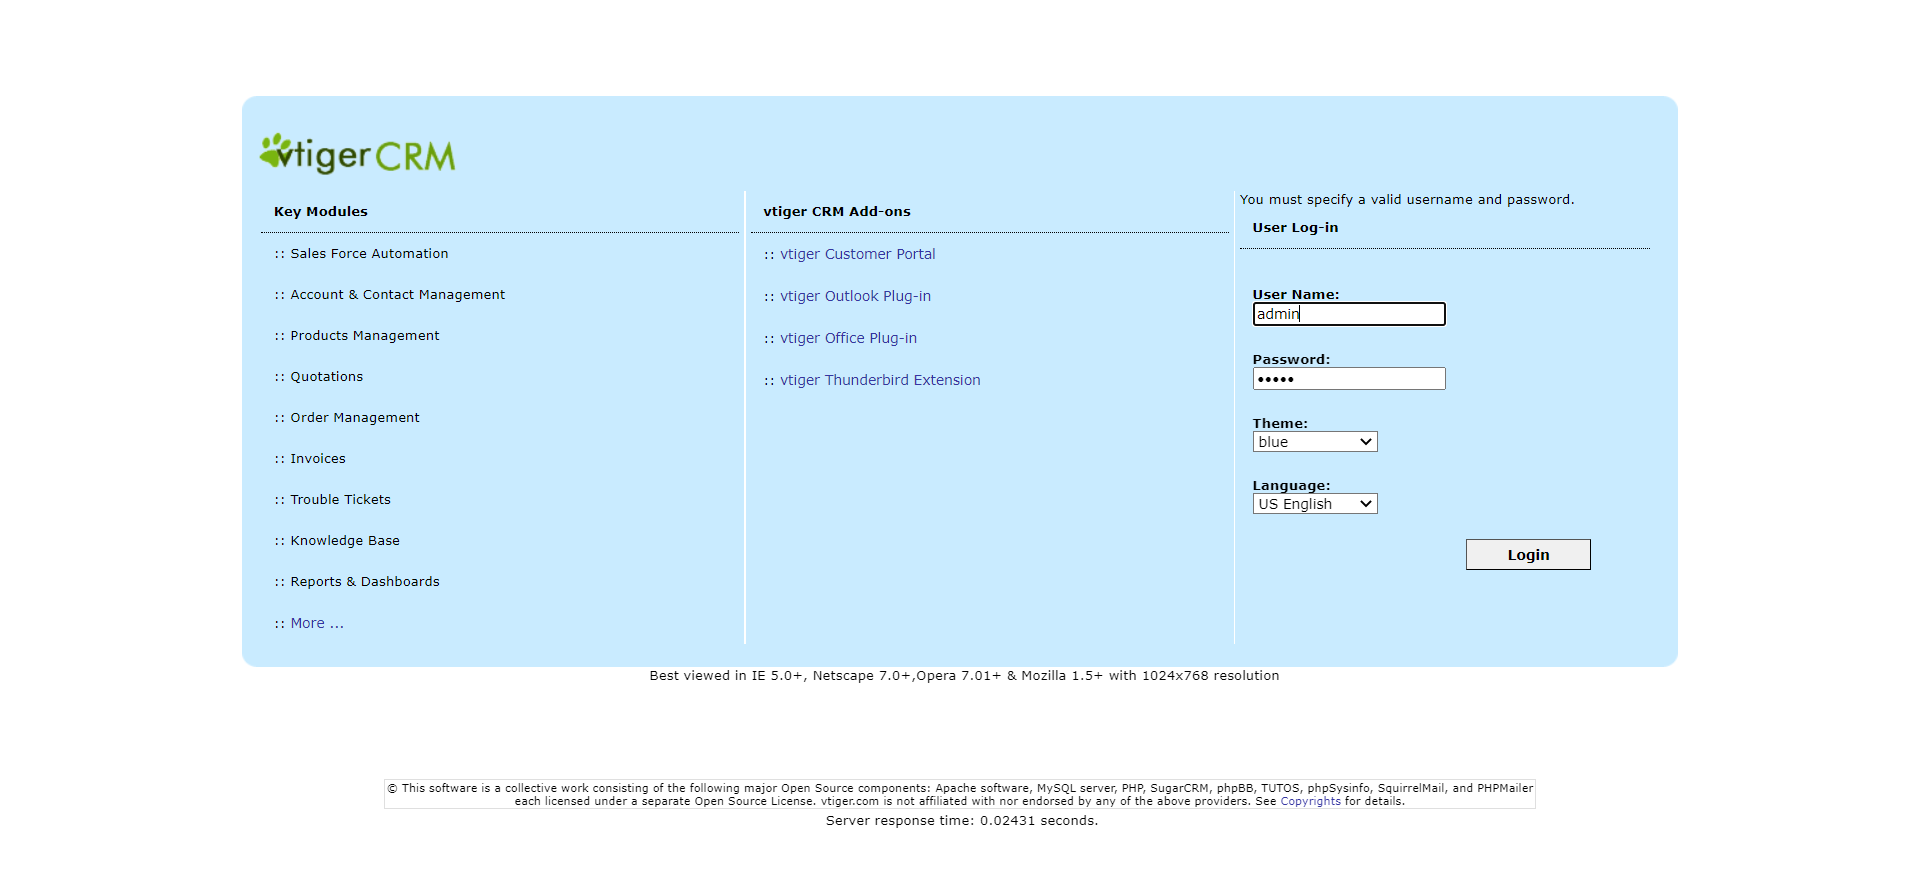 vtiger CRM
Key Modules
:: Sales Force Automation
:: Account & Contact Management
:: Products Management
:: Quotations
:: Order Management
:: Invoices
:: Trouble Tickets
:: Knowledge Base
:: Reports & Dashboards
:: More ...
vtiger CRM Add-ons
:: vtiger Customer Portal
:: vtiger Outlook Plug-in
:: vtiger Office Plug-in
:: vtiger Thunderbird Extension
You must specify a valid username and password.
User Log-in
User Name:
admin
Password:
•••••
Theme:
blue
Language:
US English
Login
Best viewed in IE 5.0+, Netscape 7.0+,Opera 7.01+ & Mozilla 1.5+ with 1024x768 resolution
© This software is a collective work consisting of the following major Open Source components: Apache software, MySQL server, PHP, SugarCRM, phpBB, TUTOS, phpSysinfo, SquirrelMail, and PHPMailer
each licensed under a separate Open Source License. vtiger.com is not affiliated with nor endorsed by any of the above providers. See Copyrights for details.
Server response time: 0.02431 seconds.